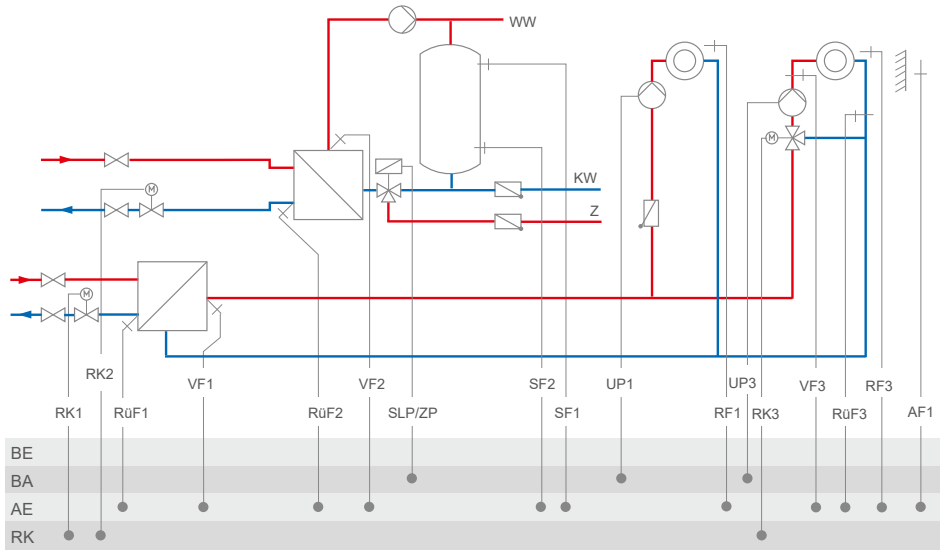 WW
KW
Z
M
M
M
RK2 VF1 VF2 SF2 UP1 UP3 VF3 RF3
RK1 RüF1 RüF2 SLP/ZP SF1 RF1 RK3 RüF3 AF1
BE
BA
AE
RK